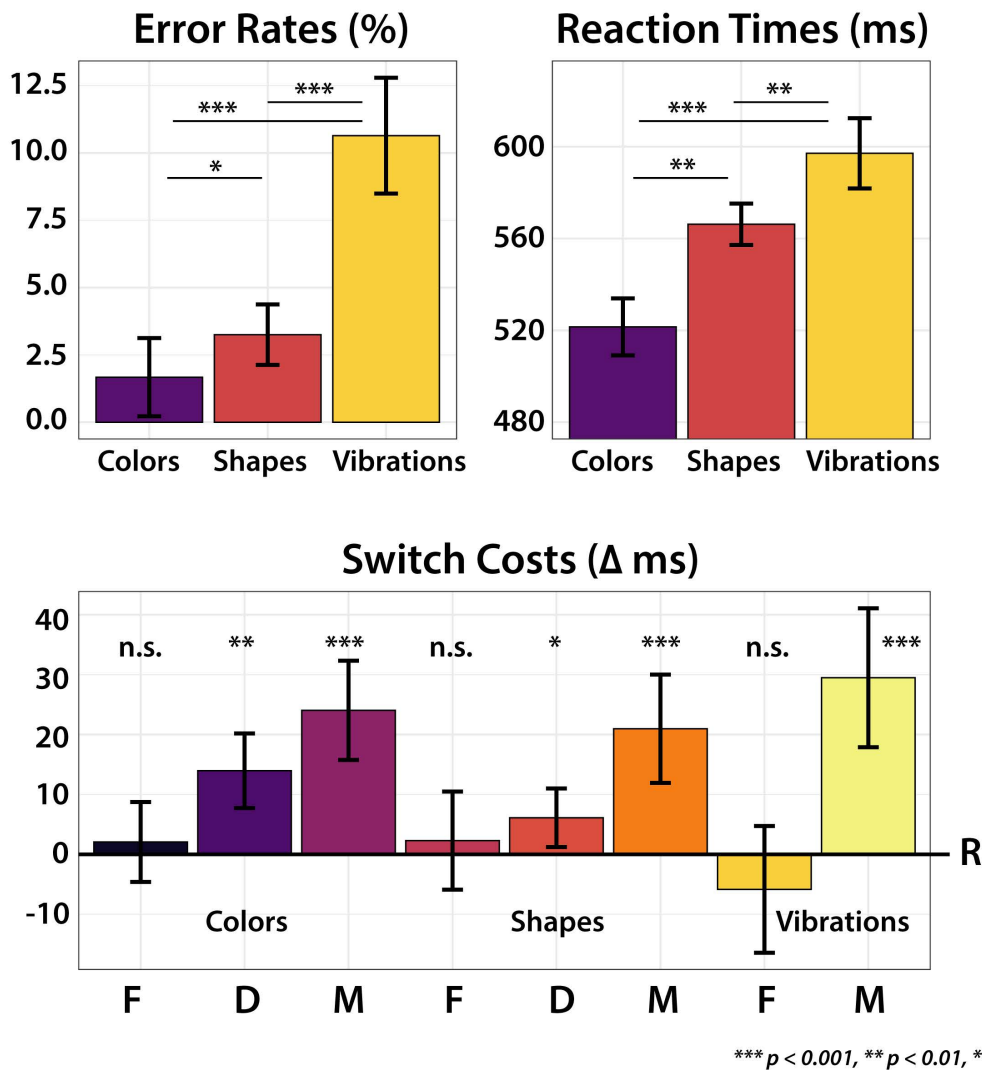 Error Rates (%)
Reaction Times (ms)
12.5
10.0
7.5
5.0
2.5
0.0
***
***
*
Colors Shapes Vibrations
600
560
520
480
**
***
**
Colors Shapes Vibrations
Switch Costs (Δ ms)
40
30
20
10
0
-10
n.s. ** *** n.s. * *** n.s. ***
R
Colors Shapes Vibrations
F D M F D M F M
*** p < 0.001, ** p < 0.01, *